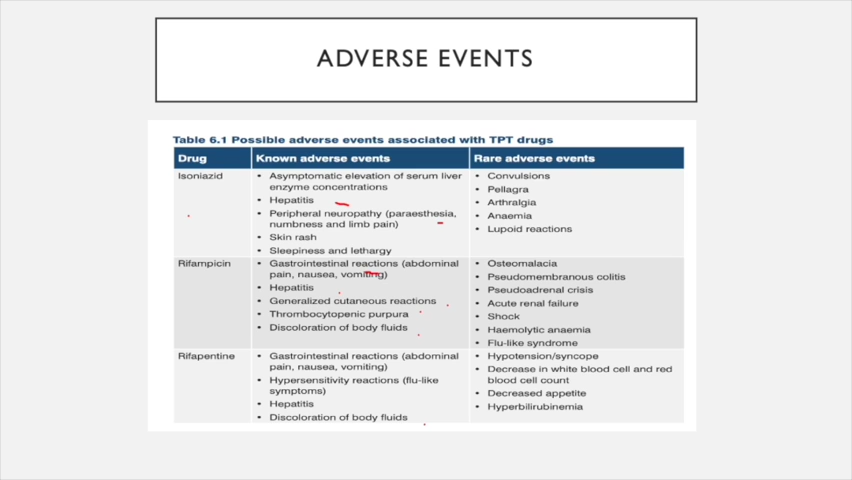 ADVERSE EVENTS
Table 6.1 Possible adverse events associated with TPT drugs
Drug
Known adverse events
Rare adverse events
Isoniazid
• Asymptomatic elevation of serum liver
enzyme concentrations
• Hepatitis
• Peripheral neuropathy (paraesthesia,
numbness and limb pain)
• Skin rash
• Sleepiness and lethargy
• Convulsions
• Pellagra
• Arthralgia
• Anaemia
• Lupoid reactions
Rifampicin
• Gastrointestinal reactions (abdominal
pain, nausea, vomiting)
• Hepatitis
• Generalized cutaneous reactions
• Thrombocytopenic purpura
• Discoloration of body fluids
• Osteomalacia
• Pseudomembranous colitis
• Pseudoadrenal crisis
• Acute renal failure
• Shock
• Haemolytic anaemia
• Flu-like syndrome
Rifapentine
• Gastrointestinal reactions (abdominal
pain, nausea, vomiting)
• Hypersensitivity reactions (flu-like
symptoms)
• Hepatitis
• Discoloration of body fluids
• Hypotension/syncope
• Decrease in white blood cell and red
blood cell count
• Decreased appetite
• Hyperbilirubinemia